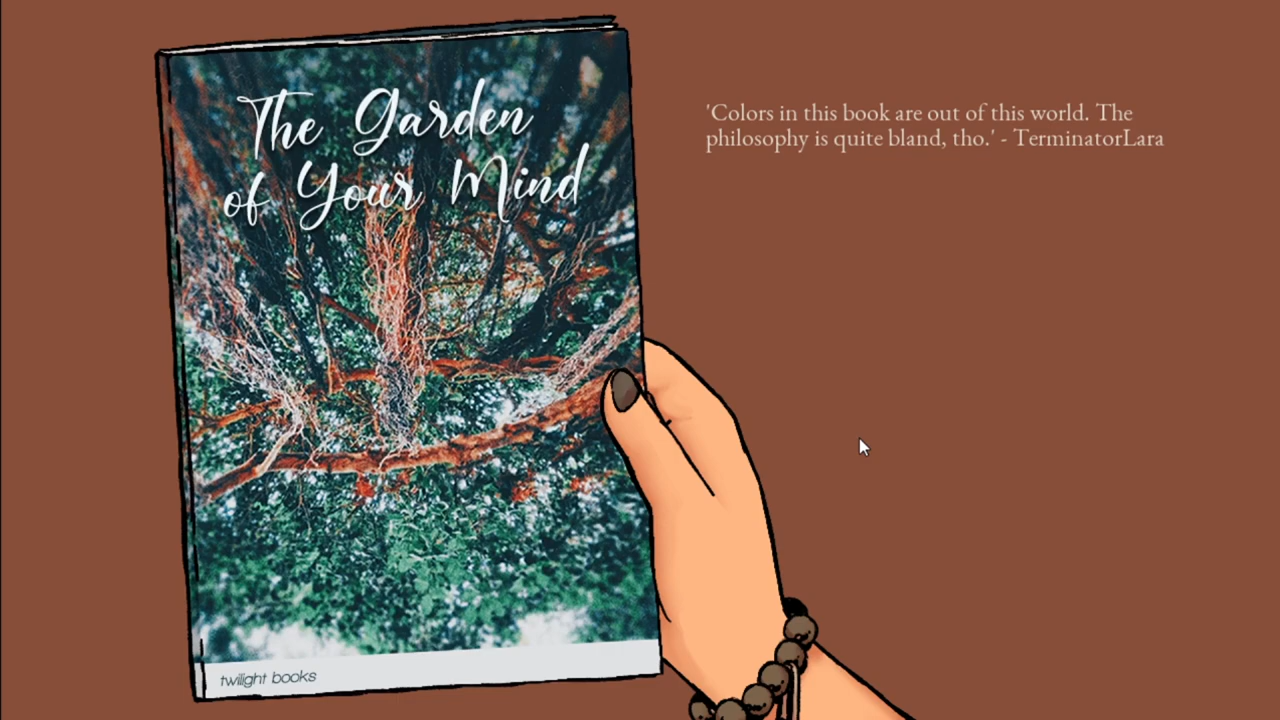 The Garden
of Your Mind
twilight books
'Colors in this book are out of this world. The
philosophy is quite bland, tho.' - TerminatorLara